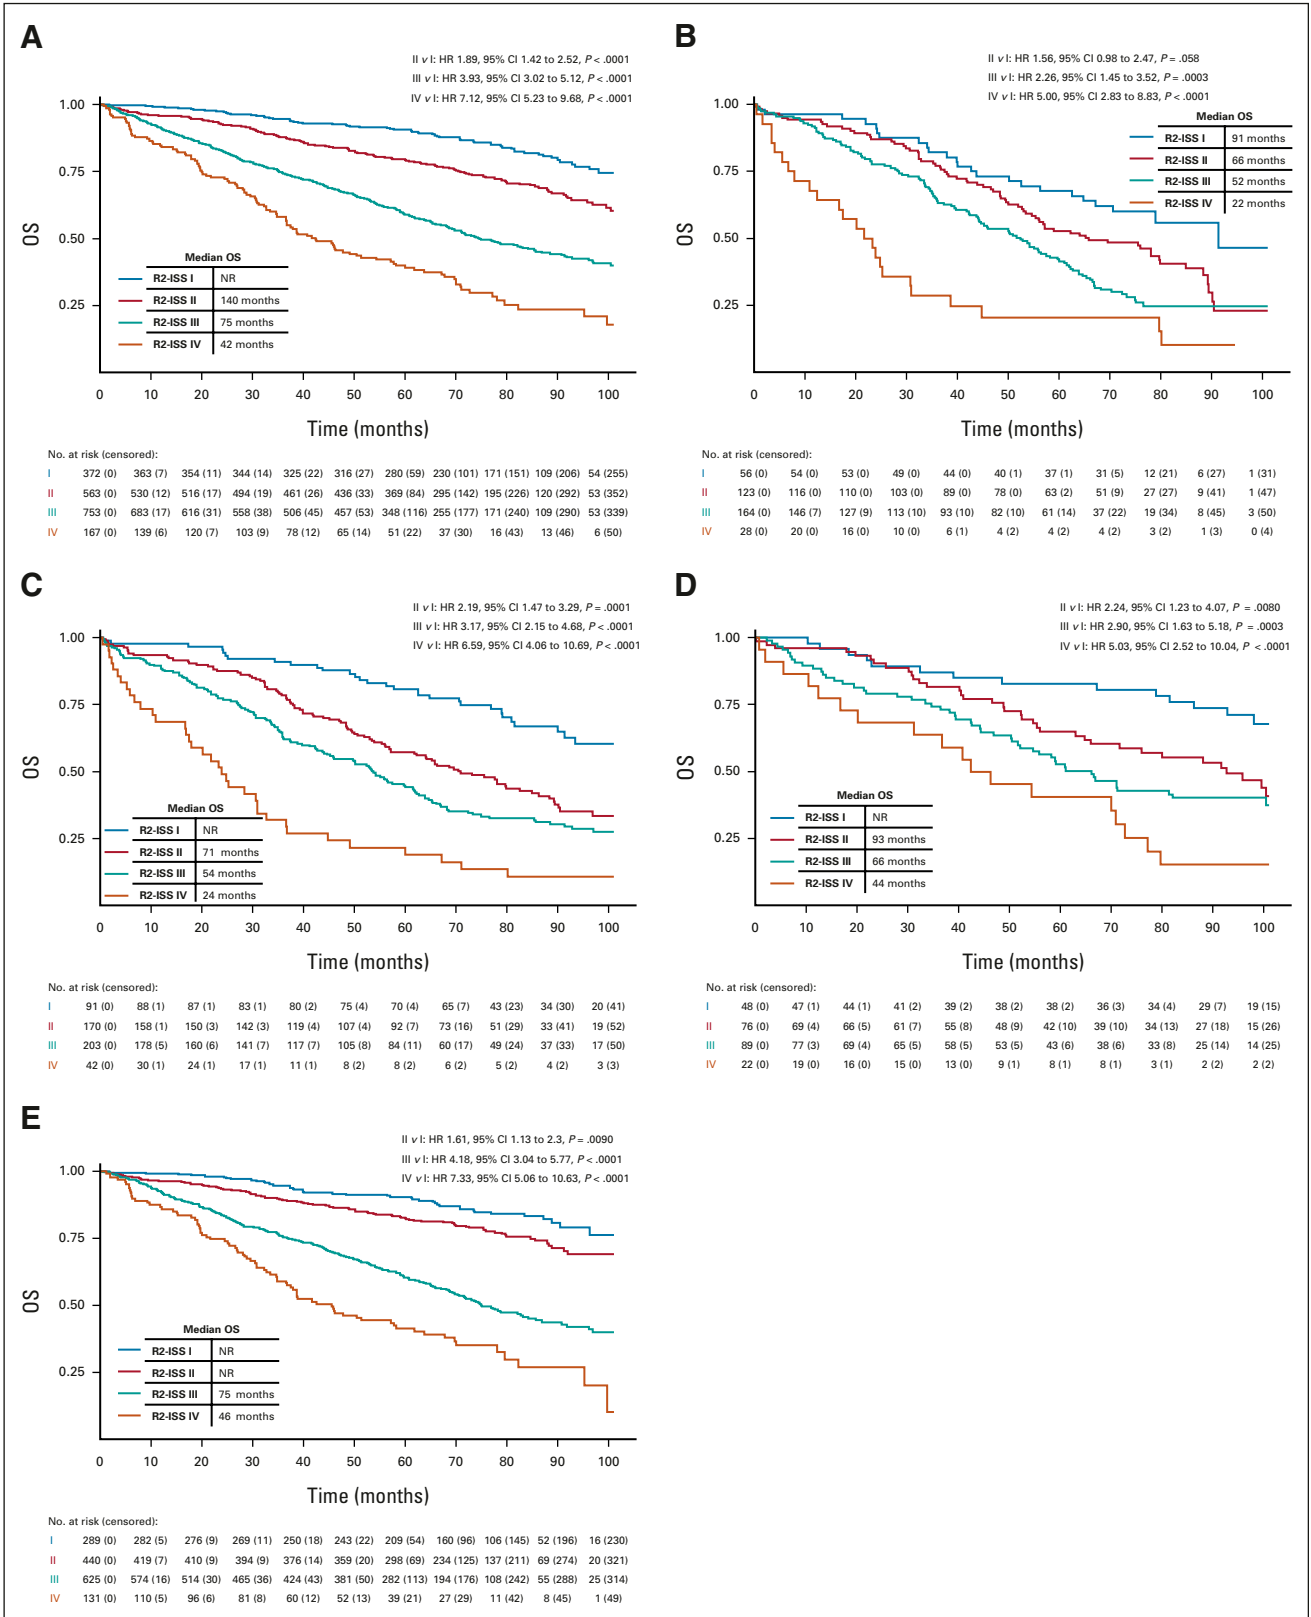 A
II v I: HR 1.89, 95% CI 1.42 to 2.52, P < .0001
III v I: HR 3.93, 95% CI 3.02 to 5.12, P < .0001
IV v I: HR 7.12, 95% CI 5.23 to 9.68, P < .0001
1.00
0.75
0.50
0.25
OS
Median OS
R2-ISS I NR
R2-ISS II 140 months
R2-ISS III 75 months
R2-ISS IV 42 months
0 10 20 30 40 50 60 70 80 90 100
Time (months)
No. at risk (censored):
I 372 (0) 363 (7) 354 (11) 344 (14) 325 (22) 316 (27) 280 (59) 230 (101) 171 (151) 109 (206) 54 (255)
II 563 (0) 530 (12) 516 (17) 494 (19) 461 (26) 436 (33) 369 (84) 295 (142) 195 (226) 120 (292) 53 (352)
III 753 (0) 683 (17) 616 (31) 558 (38) 506 (45) 457 (53) 348 (116) 255 (177) 171 (240) 109 (290) 53 (339)
IV 167 (0) 139 (6) 120 (7) 103 (9) 78 (12) 65 (14) 51 (22) 37 (30) 16 (43) 13 (46) 6 (50)
B
II v I: HR 1.56, 95% CI 0.98 to 2.47, P = .058
III v I: HR 2.26, 95% CI 1.45 to 3.52, P = .0003
IV v I: HR 5.00, 95% CI 2.83 to 8.83, P < .0001
1.00
0.75
0.50
0.25
OS
Median OS
R2-ISS I 91 months
R2-ISS II 66 months
R2-ISS III 52 months
R2-ISS IV 22 months
0 10 20 30 40 50 60 70 80 90 100
Time (months)
No. at risk (censored):
I 56 (0) 54 (0) 53 (0) 49 (0) 44 (0) 40 (1) 37 (1) 31 (5) 12 (21) 6 (27) 1 (31)
II 123 (0) 116 (0) 110 (0) 103 (0) 89 (0) 78 (0) 63 (2) 51 (9) 27 (27) 9 (41) 1 (47)
III 164 (0) 146 (7) 127 (9) 113 (10) 93 (10) 82 (10) 61 (14) 37 (22) 19 (34) 8 (45) 3 (50)
IV 28 (0) 20 (0) 16 (0) 10 (0) 6 (1) 4 (2) 4 (2) 4 (2) 3 (2) 1 (3) 0 (4)
C
II v I: HR 2.19, 95% CI 1.47 to 3.29, P = .0001
III v I: HR 3.17, 95% CI 2.15 to 4.68, P < .0001
IV v I: HR 6.59, 95% CI 4.06 to 10.69, P < .0001
1.00
0.75
0.50
0.25
OS
Median OS
R2-ISS I NR
R2-ISS II 71 months
R2-ISS III 54 months
R2-ISS IV 24 months
0 10 20 30 40 50 60 70 80 90 100
Time (months)
No. at risk (censored):
I 91 (0) 88 (1) 87 (1) 83 (1) 80 (2) 75 (4) 70 (4) 65 (7) 43 (23) 34 (30) 20 (41)
II 170 (0) 158 (1) 150 (3) 142 (3) 119 (4) 107 (4) 92 (7) 73 (16) 51 (29) 33 (41) 19 (52)
III 203 (0) 178 (5) 160 (6) 141 (7) 117 (7) 105 (8) 84 (11) 60 (17) 49 (24) 37 (33) 17 (50)
IV 42 (0) 30 (1) 24 (1) 17 (1) 11 (1) 8 (2) 8 (2) 6 (2) 5 (2) 4 (2) 3 (3)
D
II v I: HR 2.24, 95% CI 1.23 to 4.07, P = .0080
III v I: HR 2.90, 95% CI 1.63 to 5.18, P = .0003
IV v I: HR 5.03, 95% CI 2.52 to 10.04, P < .0001
1.00
0.75
0.50
0.25
OS
Median OS
R2-ISS I NR
R2-ISS II 93 months
R2-ISS III 66 months
R2-ISS IV 44 months
0 10 20 30 40 50 60 70 80 90 100
Time (months)
No. at risk (censored):
I 48 (0) 47 (1) 44 (1) 41 (2) 39 (2) 38 (2) 38 (2) 36 (3) 34 (4) 29 (7) 19 (15)
II 76 (0) 69 (4) 66 (5) 61 (7) 55 (8) 48 (9) 42 (10) 39 (10) 34 (13) 27 (18) 15 (26)
III 89 (0) 77 (3) 69 (4) 65 (5) 58 (5) 53 (5) 43 (6) 38 (6) 33 (8) 25 (14) 14 (25)
IV 22 (0) 19 (0) 16 (0) 15 (0) 13 (0) 9 (1) 8 (1) 8 (1) 3 (1) 2 (2) 2 (2)
E
II v I: HR 1.61, 95% CI 1.13 to 2.3, P = .0090
III v I: HR 4.18, 95% CI 3.04 to 5.77, P < .0001
IV v I: HR 7.33, 95% CI 5.06 to 10.63, P < .0001
1.00
0.75
0.50
0.25
OS
Median OS
R2-ISS I NR
R2-ISS II NR
R2-ISS III 75 months
R2-ISS IV 46 months
0 10 20 30 40 50 60 70 80 90 100
Time (months)
No. at risk (censored):
I 289 (0) 282 (5) 276 (9) 269 (11) 250 (18) 243 (22) 209 (54) 160 (96) 106 (145) 52 (196) 16 (230)
II 440 (0) 419 (7) 410 (9) 394 (9) 376 (14) 359 (20) 298 (69) 234 (125) 137 (211) 69 (274) 20 (321)
III 625 (0) 574 (16) 514 (30) 465 (36) 424 (43) 381 (50) 282 (113) 194 (176) 108 (242) 55 (288) 25 (314)
IV 131 (0) 110 (5) 96 (6) 81 (8) 60 (12) 52 (13) 39 (21) 27 (29) 11 (42) 8 (45) 1 (49)